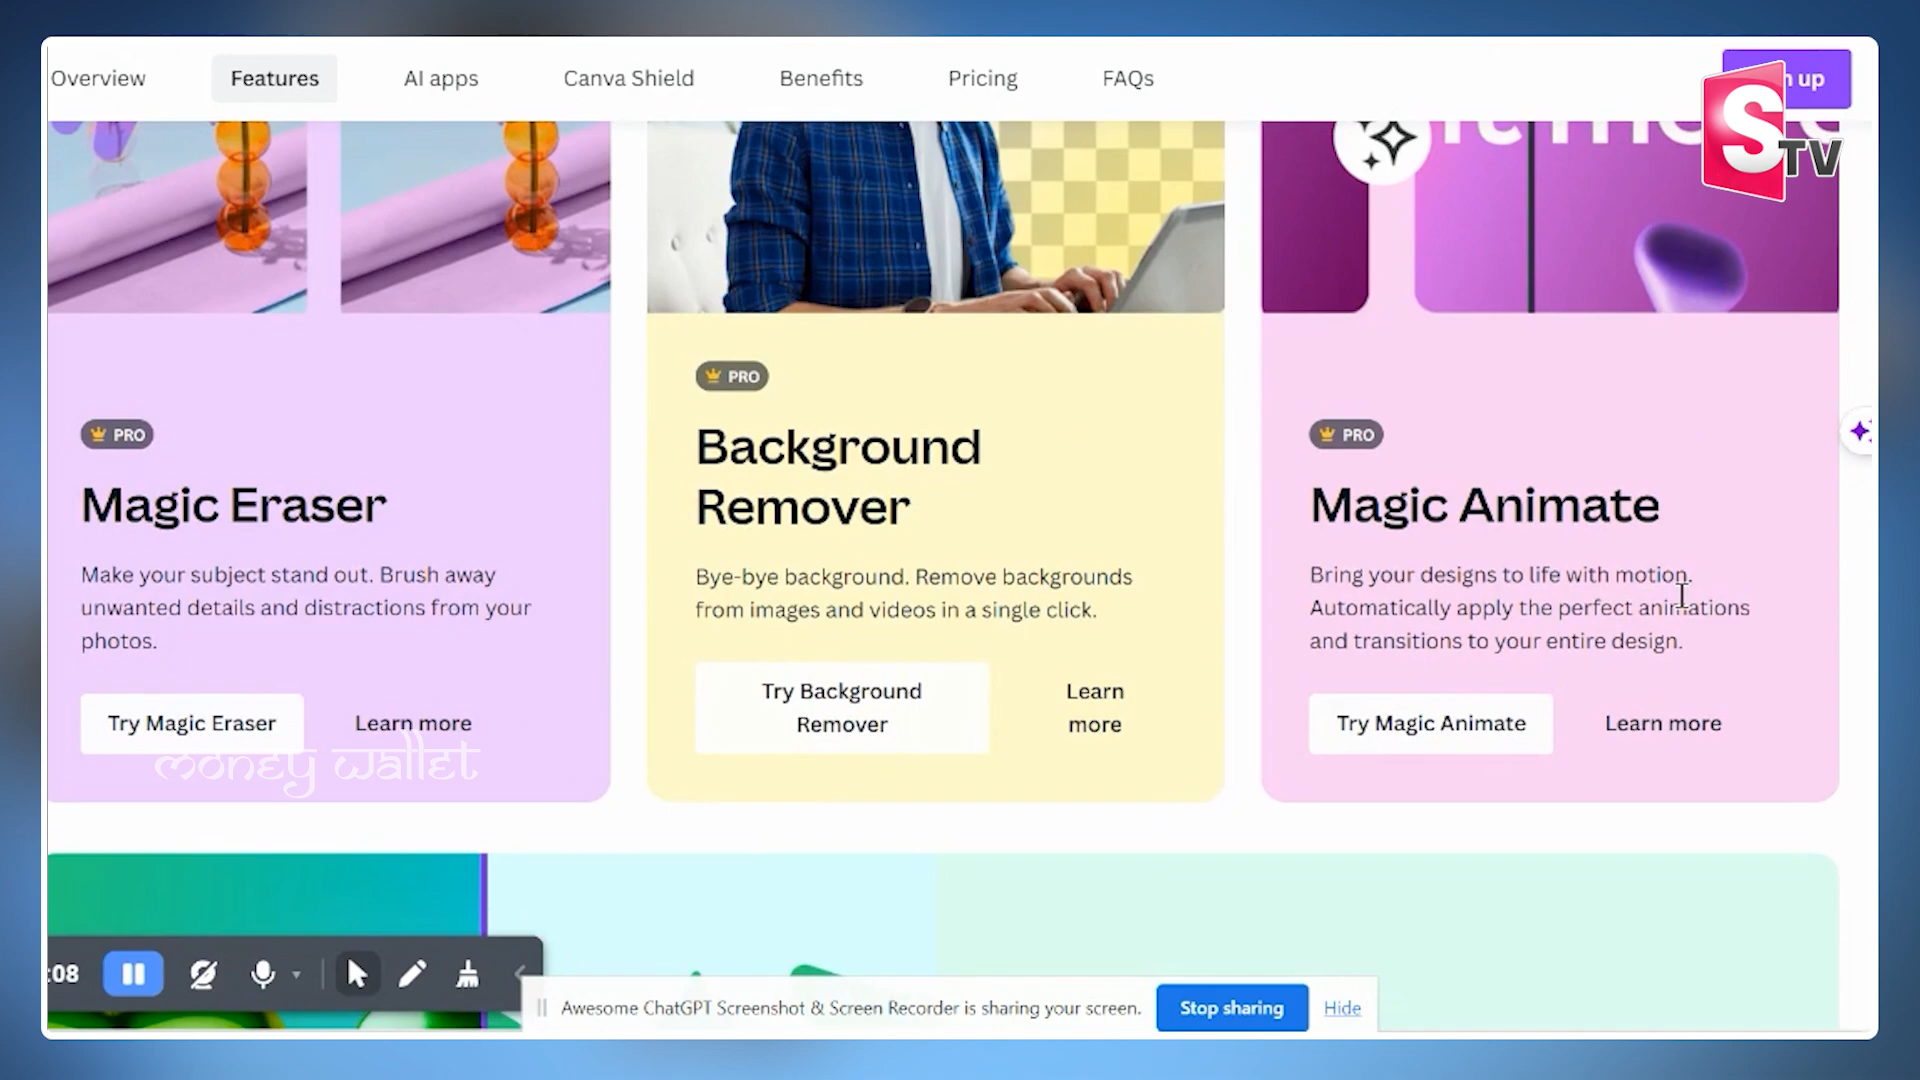 Overview Features AI apps Canva Shield Benefits Pricing FAQs up
STV
PRO
Magic Eraser
Make your subject stand out. Brush away
unwanted details and distractions from your
photos.
Try Magic Eraser Learn more
money wallet
PRO
Background
Remover
Bye-bye background. Remove backgrounds
from images and videos in a single click.
Try Background
Remover
Learn
more
PRO
Magic Animate
Bring your designs to life with motion.
Automatically apply the perfect animations
and transitions to your entire design.
Try Magic Animate Learn more
:08
Awesome ChatGPT Screenshot & Screen Recorder is sharing your screen. Stop sharing Hide